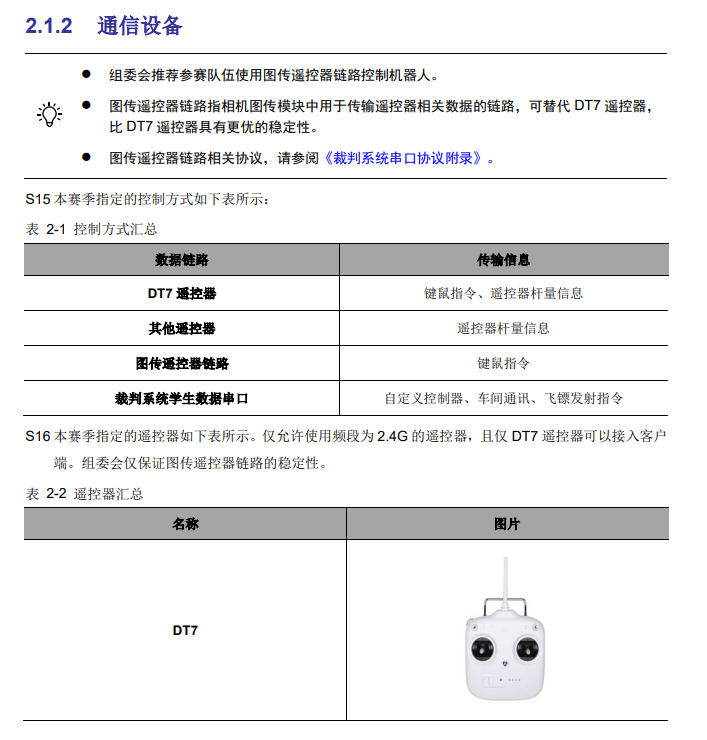 2.1.2 通信设备
● 组委会推荐参赛队伍使用图传遥控器链路控制机器人。
● 图传遥控器链路指相机图传模块中用于传输遥控器相关数据的链路，可替代 DT7 遥控器，
比 DT7 遥控器具有更优的稳定性。
● 图传遥控器链路相关协议，请参阅《裁判系统串口协议附录》。
S15 本赛季指定的控制方式如下表所示：
表 2-1 控制方式汇总
数据链路 传输信息
DT7 遥控器 键鼠指令、遥控器杆量信息
其他遥控器 遥控器杆量信息
图传遥控器链路 键鼠指令
裁判系统学生数据串口 自定义控制器、车间通讯、飞镖发射指令
S16 本赛季指定的遥控器如下表所示。仅允许使用频段为 2.4G 的遥控器，且仅 DT7 遥控器可以接入客户
端。组委会仅保证图传遥控器链路的稳定性。
表 2-2 遥控器汇总
名称 图片
DT7